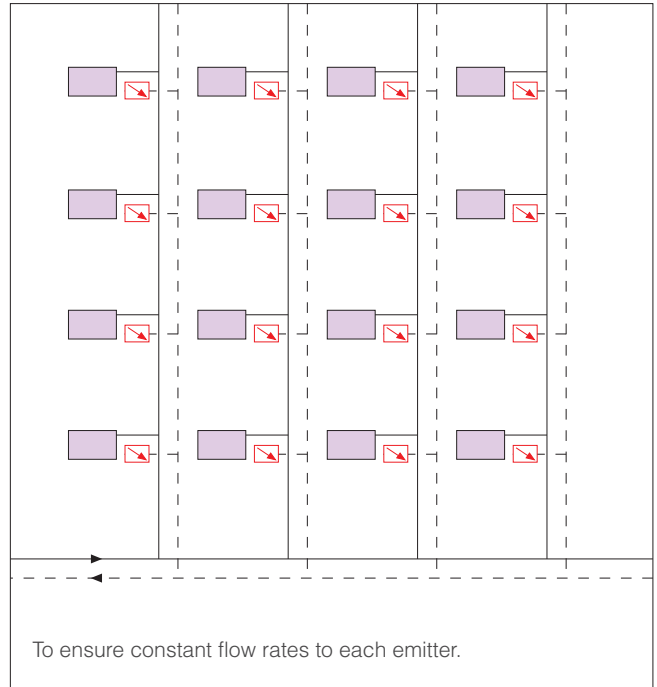 To ensure constant flow rates to each emitter.